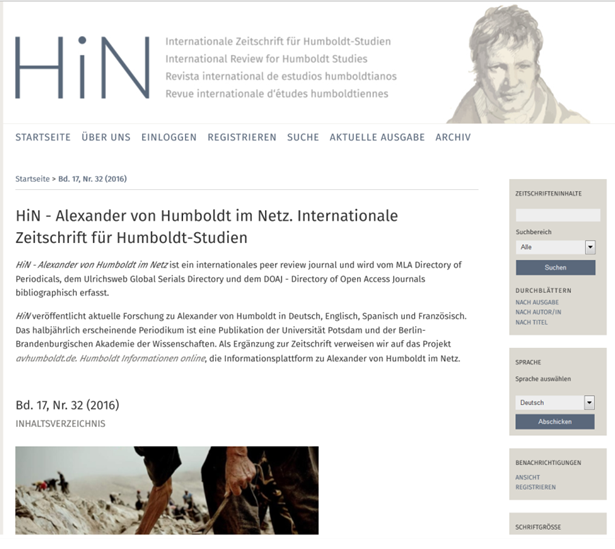 HiN
Internationale Zeitschrift für Humboldt-Studien
International Review for Humboldt Studies
Revista international de estudios humboldtianos
Revue internationale d'études humboldtiennes
STARTSEITE ÜBER UNS EINLOGGEN REGISTRIEREN SUCHE AKTUELLE AUSGABE ARCHIV
Startseite > Bd. 17, Nr. 32 (2016)
HiN - Alexander von Humboldt im Netz. Internationale
Zeitschrift für Humboldt-Studien
HiN - Alexander von Humboldt im Netz ist ein internationales peer review journal und wird vom MLA Directory of
Periodicals, dem Ulrichsweb Global Serials Directory und dem DOAJ - Directory of Open Access Journals
bibliographisch erfasst.
HiN veröffentlicht aktuelle Forschung zu Alexander von Humboldt in Deutsch, Englisch, Spanisch und Französisch.
Das halbjährlich erscheinende Periodikum ist eine Publikation der Universität Potsdam und der Berlin-
Brandenburgischen Akademie der Wissenschaften. Als Ergänzung zur Zeitschrift verweisen wir auf das Projekt
avhumboldt.de. Humboldt Informationen online, die Informationsplattform zu Alexander von Humboldt im Netz.
Bd. 17, Nr. 32 (2016)
INHALTSVERZEICHNIS
ZEITSCHRIFTENINHALTE
Suchbereich
Alle
Suchen
DURCHBLÄTTERN
NACH AUSGABE
NACH AUTOR/IN
NACH TITEL
SPRACHE
Sprache auswählen
Deutsch
Abschicken
BENACHRICHTIGUNGEN
ANSICHT
REGISTRIEREN
SCHRIFTGRÖSSE